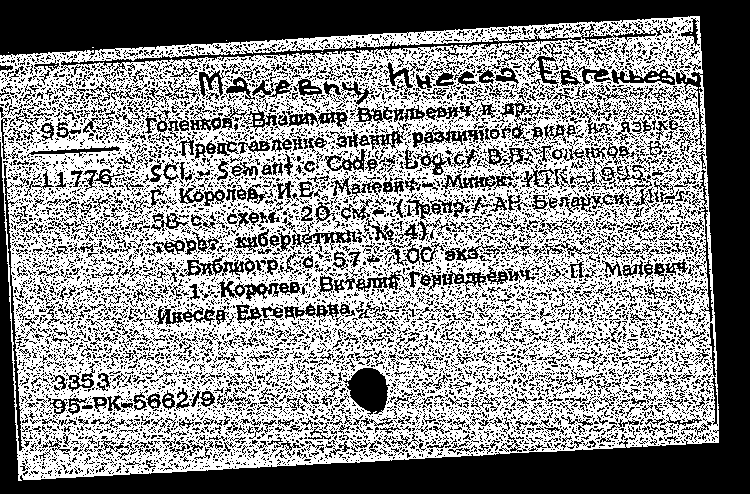 Малевич, Инесса Евгеньевна
95-4
11776
Голенков, Владимир Васильевич и др.
Представление знаний различного вида на языке
SCL - Semantic Code Logic / В.В. Голенков, В.
Г. Королев, И.Е. Малевич.- Минск: ИТК, 1995.-
58 с.: схем.; 20 см.- (Препр./ АН Беларуси, Ин-т
теорет. кибернетики; № 4).
Библиогр.: с. 57.- 100 экз.
1. Королев, Виталий Геннадьевич. П. Малевич,
Инесса Евгеньевна.
3353
95-РК-5662/9